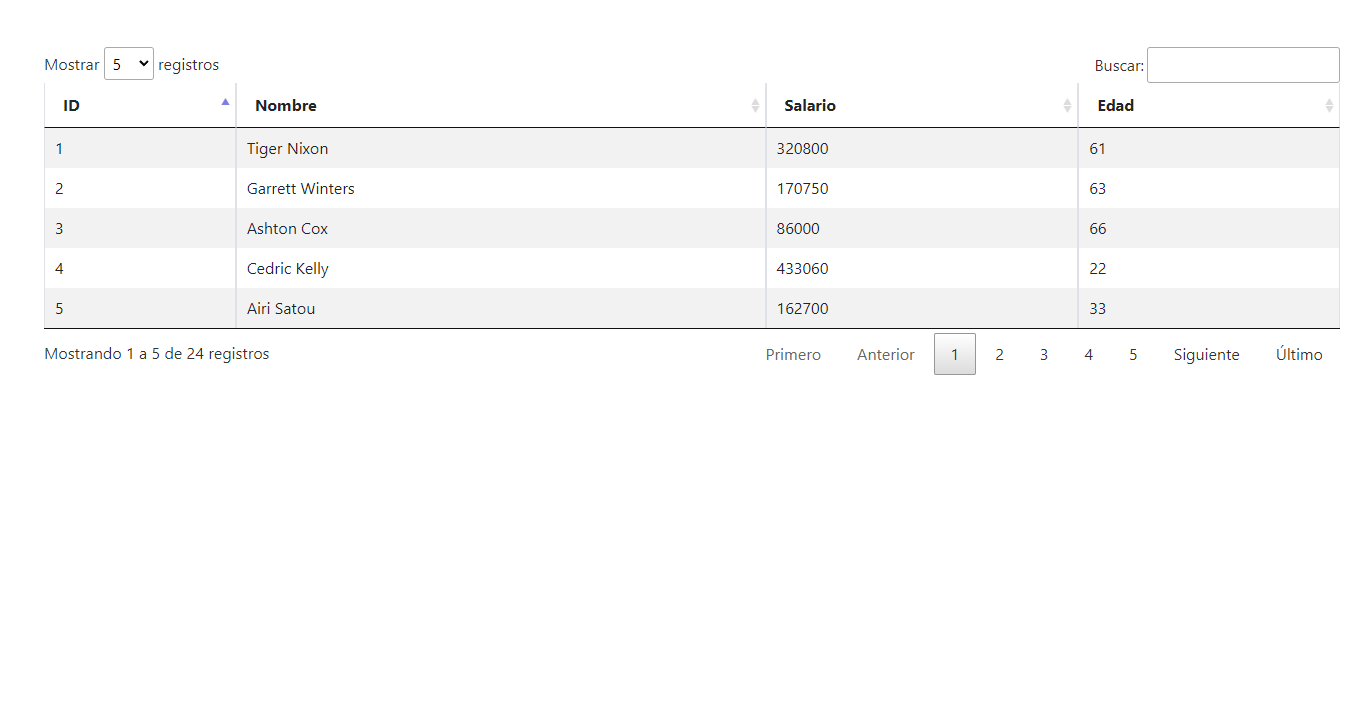 Mostrar 5 registros Buscar:
ID Nombre Salario Edad
1 Tiger Nixon 320800 61
2 Garrett Winters 170750 63
3 Ashton Cox 86000 66
4 Cedric Kelly 433060 22
5 Airi Satou 162700 33
Mostrando 1 a 5 de 24 registros Primero Anterior 1 2 3 4 5 Siguiente Último